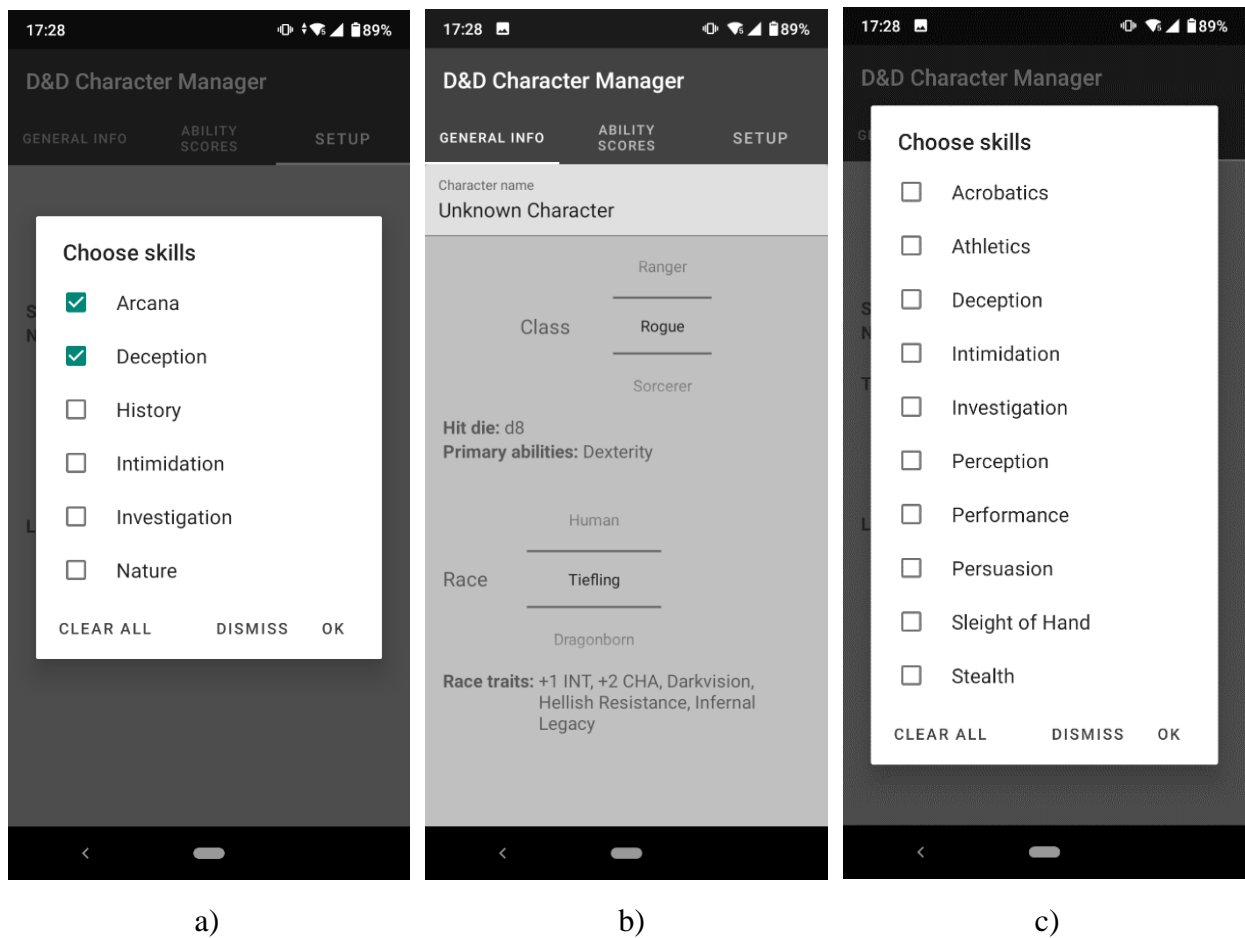 17:28
89%
D&D Character Manager
GENERAL INFO
ABILITY
SCORES
SETUP
S
N
L
Choose skills
Arcana
Deception
History
Intimidation
Investigation
Nature
CLEAR ALL DISMISS OK
a)
17:28
89%
D&D Character Manager
GENERAL INFO
ABILITY
SCORES
SETUP
Character name
Unknown Character
Ranger
Class Rogue
Sorcerer
Hit die: d8
Primary abilities: Dexterity
Human
Race Tiefling
Dragonborn
Race traits: +1 INT, +2 CHA, Darkvision,
Hellish Resistance, Infernal
Legacy
b)
17:28
89%
D&D Character Manager
G
S
N
T
L
Choose skills
Acrobatics
Athletics
Deception
Intimidation
Investigation
Perception
Performance
Persuasion
Sleight of Hand
Stealth
CLEAR ALL DISMISS OK
c)